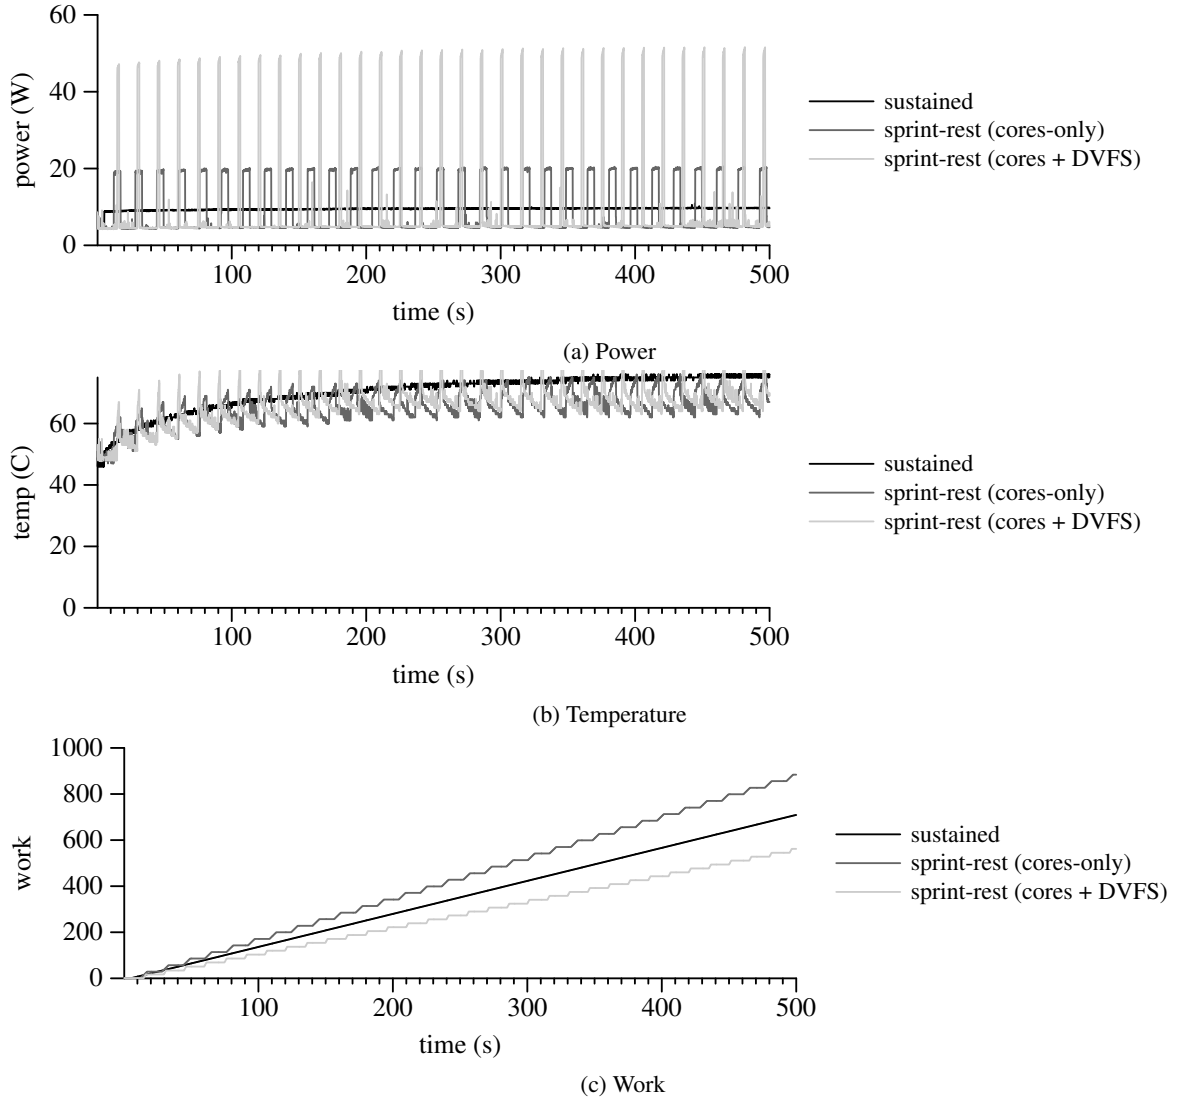 60
40
20
0
power (W)
100 200 300 400 500
time (s)
sustained
sprint-rest (cores-only)
sprint-rest (cores + DVFS)
(a) Power
60
40
20
0
temp (C)
100 200 300 400 500
time (s)
sustained
sprint-rest (cores-only)
sprint-rest (cores + DVFS)
(b) Temperature
1000
800
600
400
200
0
work
100 200 300 400 500
time (s)
sustained
sprint-rest (cores-only)
sprint-rest (cores + DVFS)
(c) Work